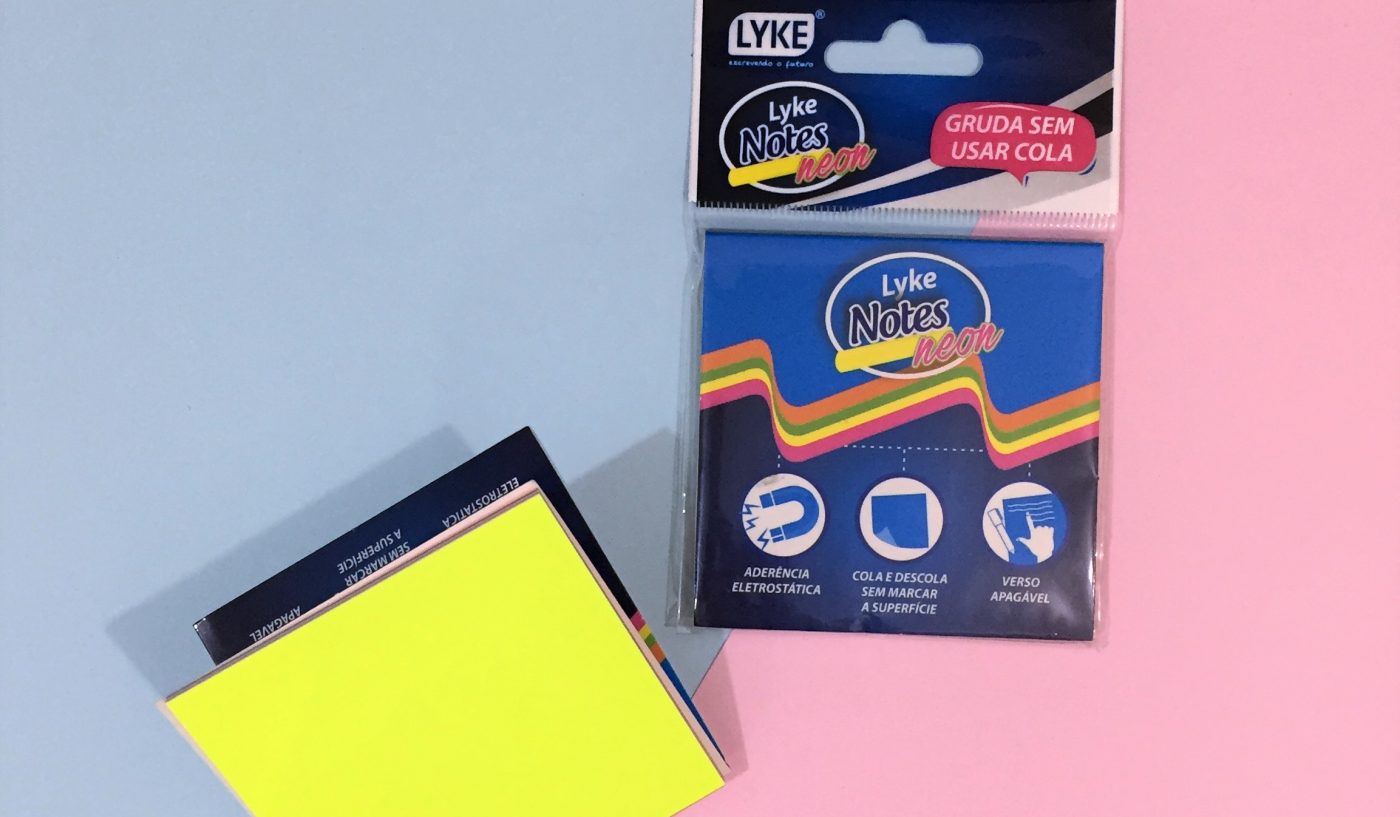 LYKE®
escrevendo o futuro
Lyke
Notes
neon
GRUDA SEM
USAR COLA
Lyke
Notes
neon
ADERÊNCIA
ELETROSTÁTICA
COLA E DESCOLA
SEM MARCAR
A SUPERFÍCIE
VERSO
APAGÁVEL
ELETROSTÁTICA
SEM MARCAR
A SUPERFÍCIE
APAGÁVEL